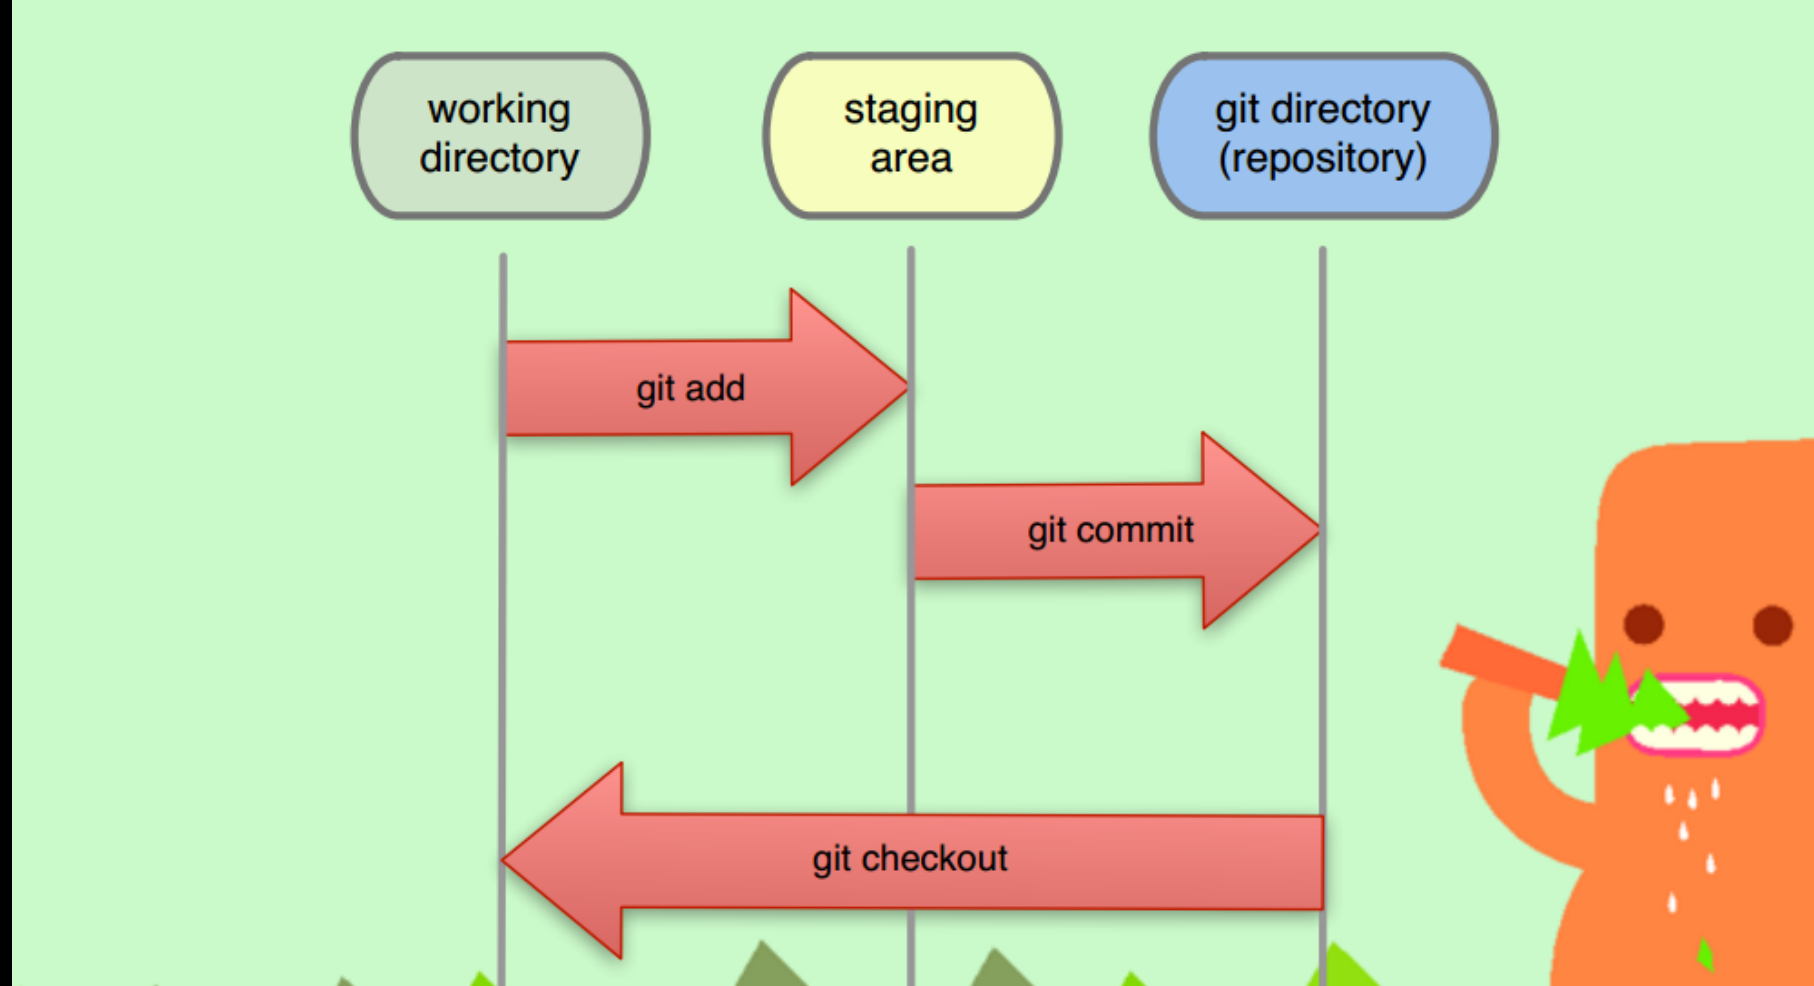 working
directory
staging
area
git directory
(repository)
git add
git commit
git checkout